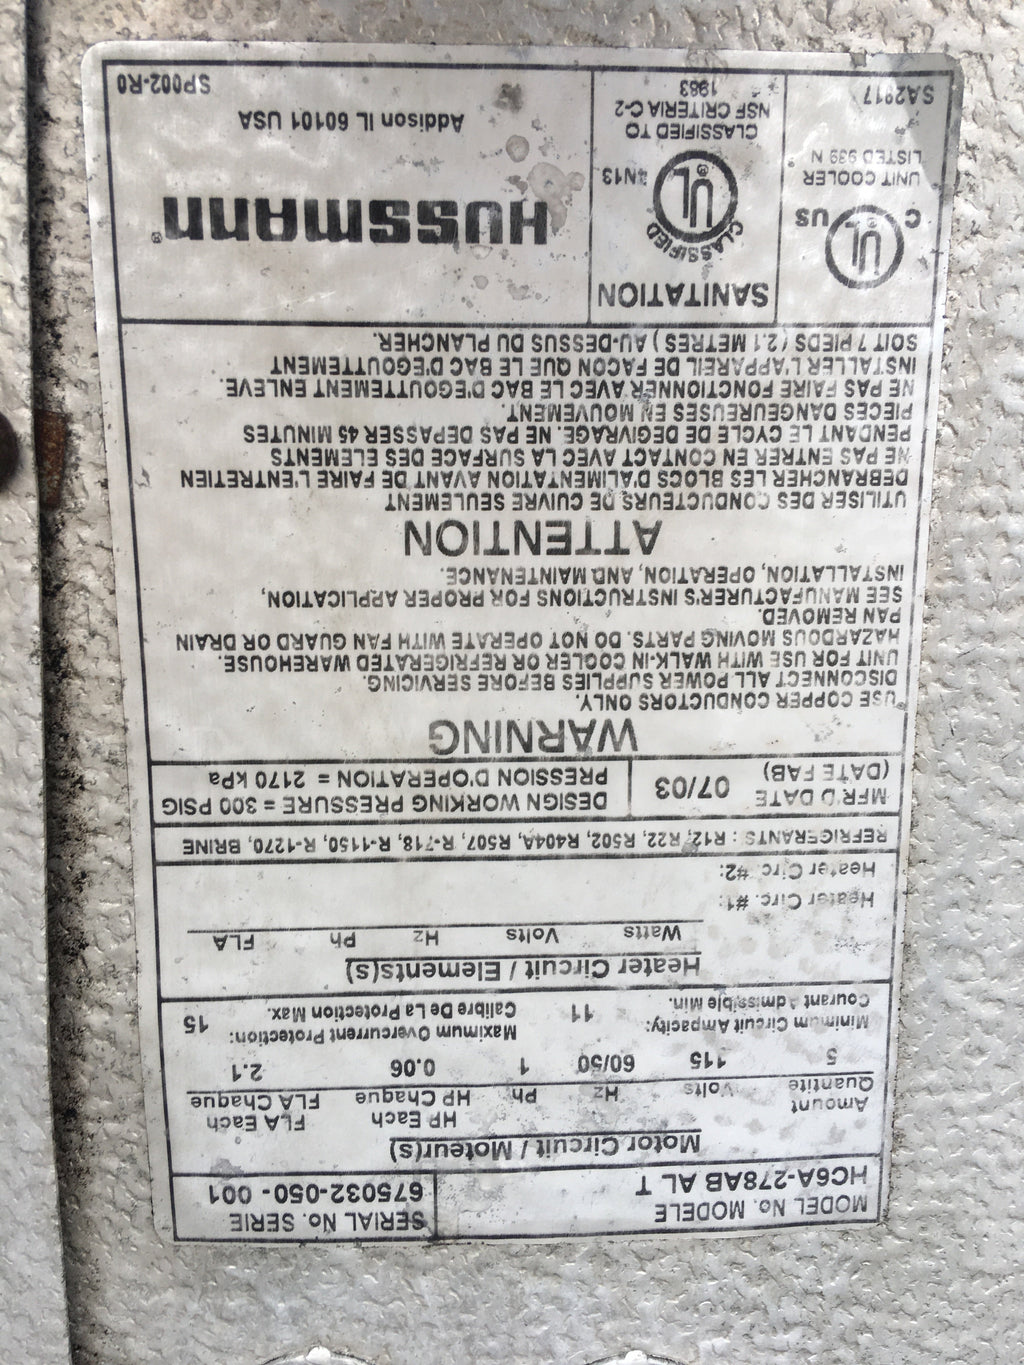 MODEL No. MODELE
HC6A-278AB AL T
SERIAL No. SERIE
675032-050-001
Motor Circuit / Moteur(s)
Amount Volts Hz Ph HP Each FLA Each
Quantite HP Chaque FLA Chaque
5 115 60/50 1 0.06 2.1
Minimum Circuit Ampacity: 11 Maximum Overcurrent Protection: 15
Courant Admissible Min. Calibre De La Protection Max.
Heater Circuit / Elements(s)
Watts Volts Hz Ph FLA
Heater Circ. #1:
Heater Circ. #2:
REFRIGERANTS: R12, R22, R502, R404A, R507, R-718, R-1150, R-1270, BRINE
MFR'D DATE
(DATE FAB)
07/03
DESIGN WORKING PRESSURE = 300 PSIG
PRESSION D'OPERATION = 2170 kPa
WARNING
USE COPPER CONDUCTORS ONLY.
DISCONNECT ALL POWER SUPPLIES BEFORE SERVICING.
UNIT FOR USE WITH WALK-IN COOLER OR REFRIGERATED WAREHOUSE.
HAZARDOUS MOVING PARTS. DO NOT OPERATE WITH FAN GUARD OR DRAIN
PAN REMOVED.
SEE MANUFACTURER'S INSTRUCTIONS FOR PROPER APPLICATION,
INSTALLATION, OPERATION, AND MAINTENANCE.
ATTENTION
UTILISER DES CONDUCTEURS DE CUIVRE SEULEMENT
DEBRANCHER LES BLOCS D'ALIMENTATION AVANT DE FAIRE L'ENTRETIEN
NE PAS ENTRER EN CONTACT AVEC LA SURFACE DES ELEMENTS
PENDANT LE CYCLE DE DEGIVRAGE. NE PAS DEPASSER 45 MINUTES
PIECES DANGEUREUSES EN MOUVEMENT.
NE PAS FAIRE FONCTIONNER AVEC LE BAC D'EGOUTTEMENT ENLEVE.
INSTALLER L'APPAREIL DE FAÇON QUE LE BAC D'EGOUTTEMENT
SOIT 7 PIEDS (2.1 METRES) AU-DESSUS DU PLANCHER.
C UL US
UNIT COOLER
LISTED 939 N
SA2917
SANITATION
CLASSIFIED
UL
4N13
CLASSIFIED TO
NSF CRITERIA C-2
1983
HUSSMANN®
Addison IL 60101 USA
SP002-R0